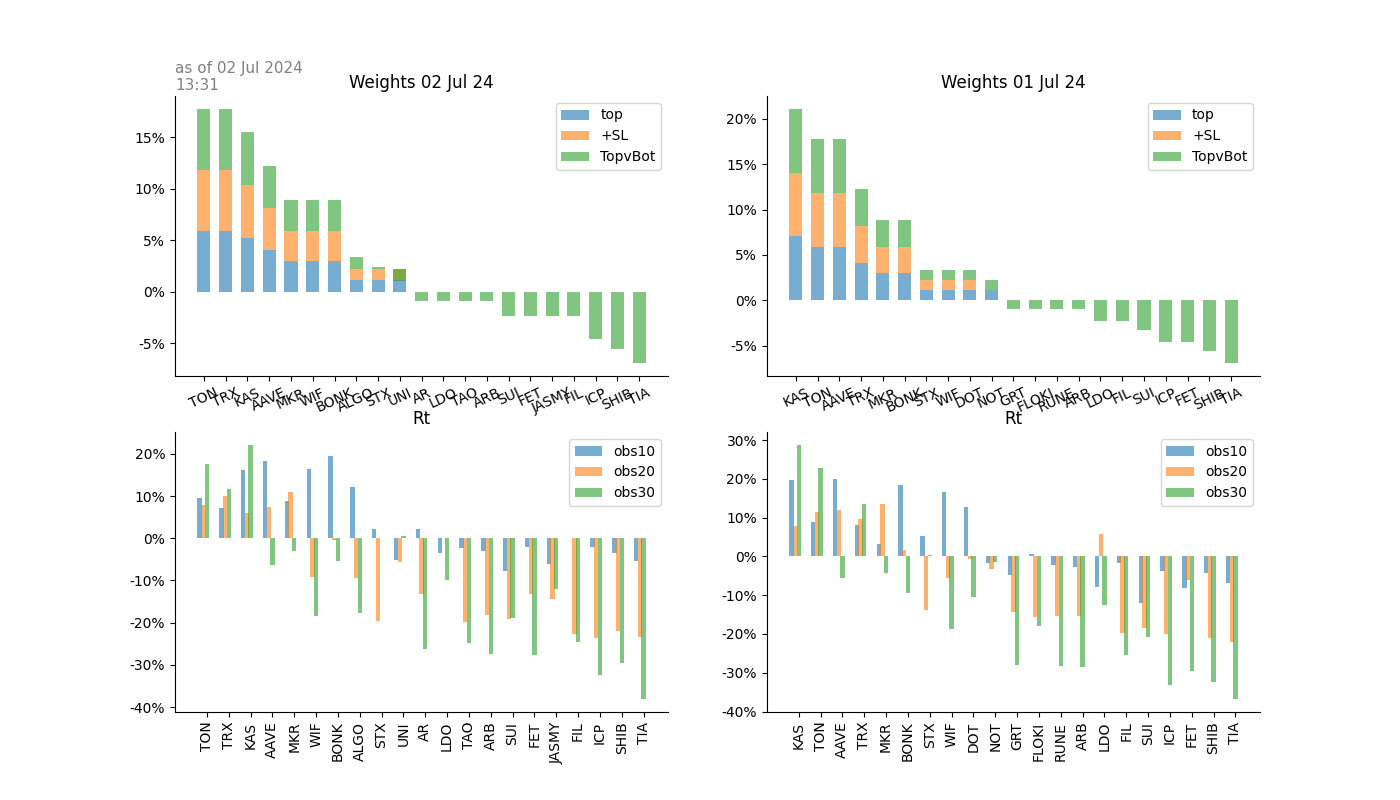 as of 02 Jul 2024
13:31
Weights 02 Jul 24
15%
10%
5%
0%
-5%
top
+SL
TopvBot
TON TRX KAS AAVE MKR WIF BONK ALGO STX UNI AR LDO TAO ARB SUI FET JASMY FIL ICP SHIB TIA
Weights 01 Jul 24
20%
15%
10%
5%
0%
-5%
top
+SL
TopvBot
KAS TON AAVE TRX MKR BONK STX WIF DOT NOT GRT FLOKI RUNE ARB LDO FIL SUI ICP FET SHIB TIA
Rt
20%
10%
0%
-10%
-20%
-30%
-40%
obs10
obs20
obs30
TON TRX KAS AAVE MKR WIF BONK ALGO STX UNI AR LDO TAO ARB SUI FET JASMY FIL ICP SHIB TIA
Rt
30%
20%
10%
0%
-10%
-20%
-30%
-40%
obs10
obs20
obs30
KAS TON AAVE TRX MKR BONK STX WIF DOT NOT GRT FLOKI RUNE ARB LDO FIL SUI ICP FET SHIB TIA